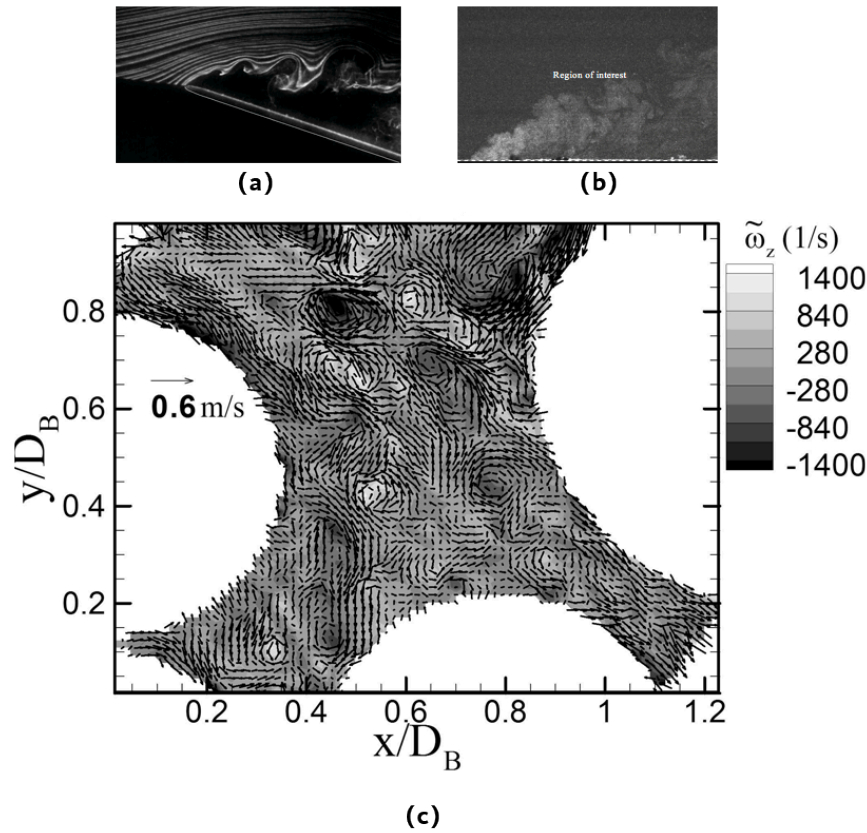 Region of interest
(a)
(b)
ω̃z (1/s)
1400
840
280
-280
-840
-1400
0.8
0.6
0.4
0.2
y/DB
0.6 m/s
0.2
0.4
0.6
0.8
1
1.2
x/DB
(c)